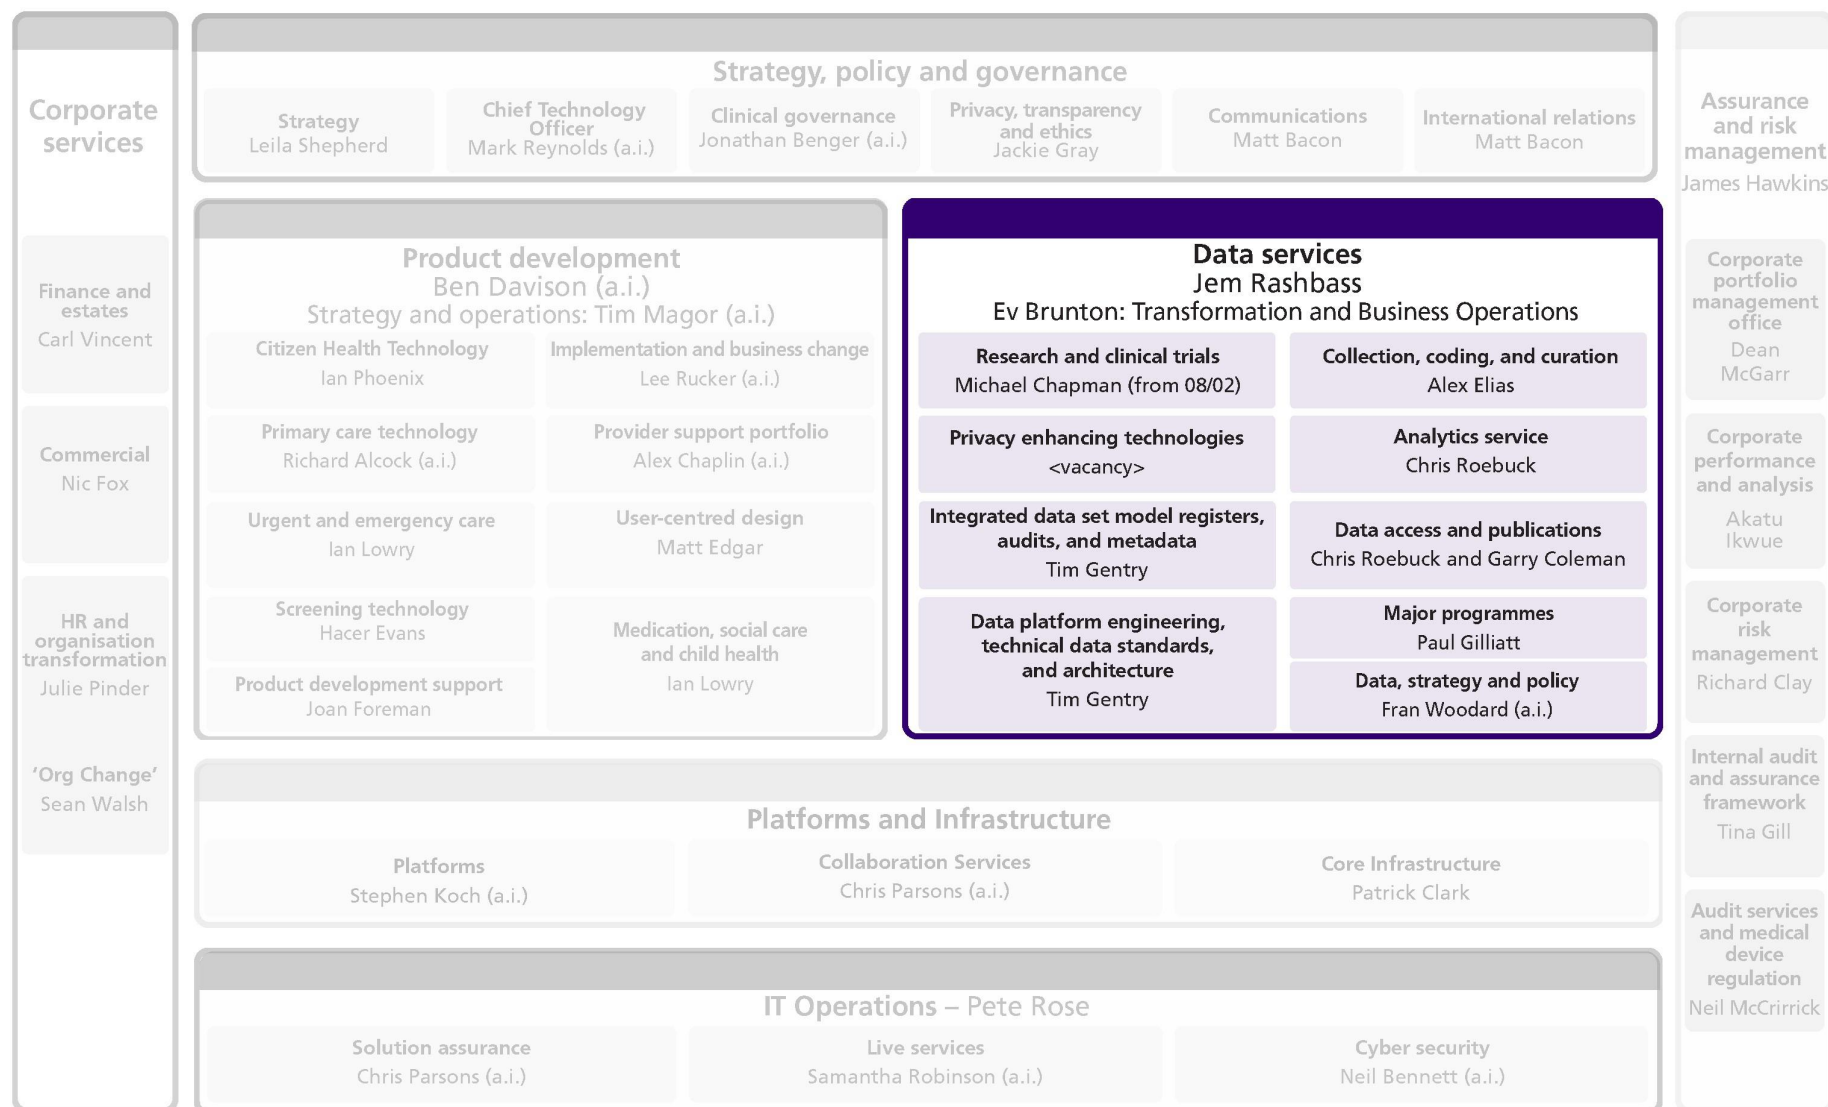 Corporate
services
Finance and
estates
Carl Vincent
Commercial
Nic Fox
HR and
organisation
transformation
Julie Pinder
‘Org Change’
Sean Walsh
Strategy, policy and governance
Strategy
Leila Shepherd
Chief Technology
Officer
Mark Reynolds (a.i.)
Clinical governance
Jonathan Benger (a.i.)
Privacy, transparency
and ethics
Jackie Gray
Communications
Matt Bacon
International relations
Matt Bacon
Product development
Ben Davison (a.i.)
Strategy and operations: Tim Magor (a.i.)
Citizen Health Technology
Ian Phoenix
Implementation and business change
Lee Rucker (a.i.)
Primary care technology
Richard Alcock (a.i.)
Provider support portfolio
Alex Chaplin (a.i.)
Urgent and emergency care
Ian Lowry
User-centred design
Matt Edgar
Screening technology
Hacer Evans
Medication, social care
and child health
Ian Lowry
Product development support
Joan Foreman
Data services
Jem Rashbass
Ev Brunton: Transformation and Business Operations
Research and clinical trials
Michael Chapman (from 08/02)
Collection, coding, and curation
Alex Elias
Privacy enhancing technologies
<vacancy>
Analytics service
Chris Roebuck
Integrated data set model registers,
audits, and metadata
Tim Gentry
Data access and publications
Chris Roebuck and Garry Coleman
Data platform engineering,
technical data standards,
and architecture
Tim Gentry
Major programmes
Paul Gilliatt
Data, strategy and policy
Fran Woodard (a.i.)
Platforms and Infrastructure
Platforms
Stephen Koch (a.i.)
Collaboration Services
Chris Parsons (a.i.)
Core Infrastructure
Patrick Clark
IT Operations – Pete Rose
Solution assurance
Chris Parsons (a.i.)
Live services
Samantha Robinson (a.i.)
Cyber security
Neil Bennett (a.i.)
Assurance
and risk
management
James Hawkins
Corporate
portfolio
management
office
Dean
McGarr
Corporate
performance
and analysis
Akatu
Ikwue
Corporate
risk
management
Richard Clay
Internal audit
and assurance
framework
Tina Gill
Audit services
and medical
device
regulation
Neil McCrirrick